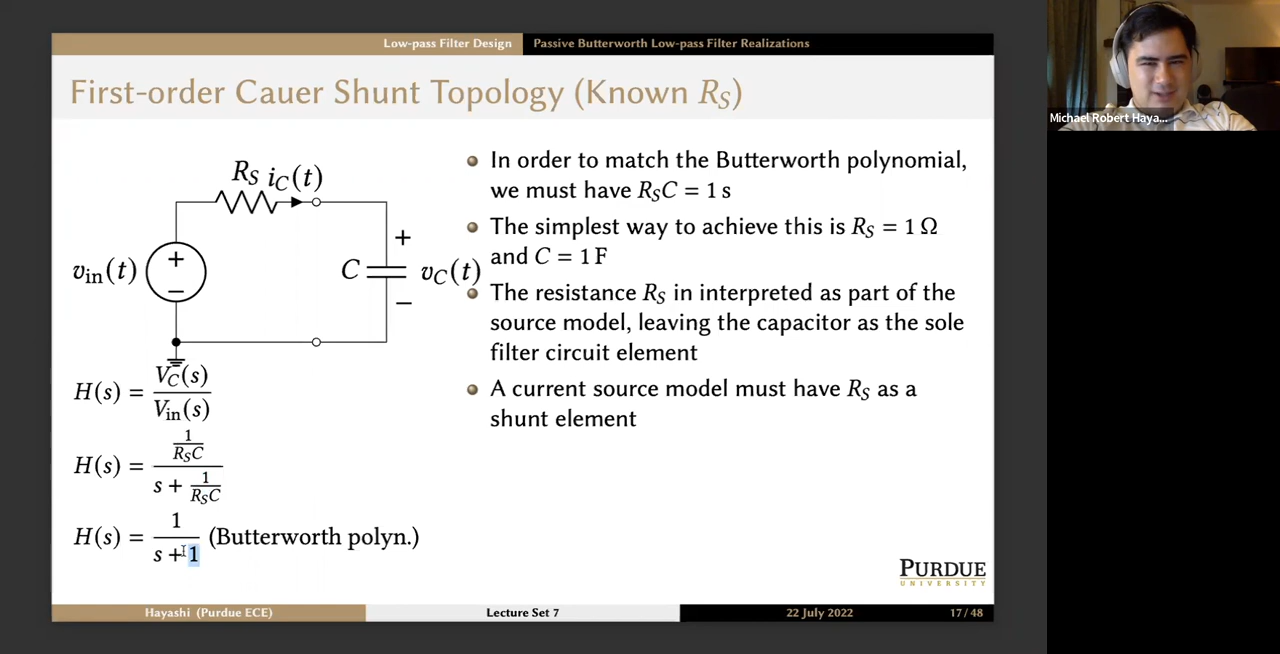 Low-pass Filter Design Passive Butterworth Low-pass Filter Realizations
First-order Cauer Shunt Topology (Known R_S)
R_S i_C(t)
+
v_in(t)
+
−
C
v_C(t)
−
H(s) = V_C(s) / V_in(s)
H(s) = (1 / R_S C) / (s + 1 / R_S C)
H(s) = 1 / (s + 1) (Butterworth polyn.)
In order to match the Butterworth polynomial,
we must have R_S C = 1 s
The simplest way to achieve this is R_S = 1 Ω
and C = 1 F
The resistance R_S in interpreted as part of the
source model, leaving the capacitor as the sole
filter circuit element
A current source model must have R_S as a
shunt element
PURDUE
UNIVERSITY
Hayashi (Purdue ECE) Lecture Set 7 22 July 2022 17 / 48
Michael Robert Haya...